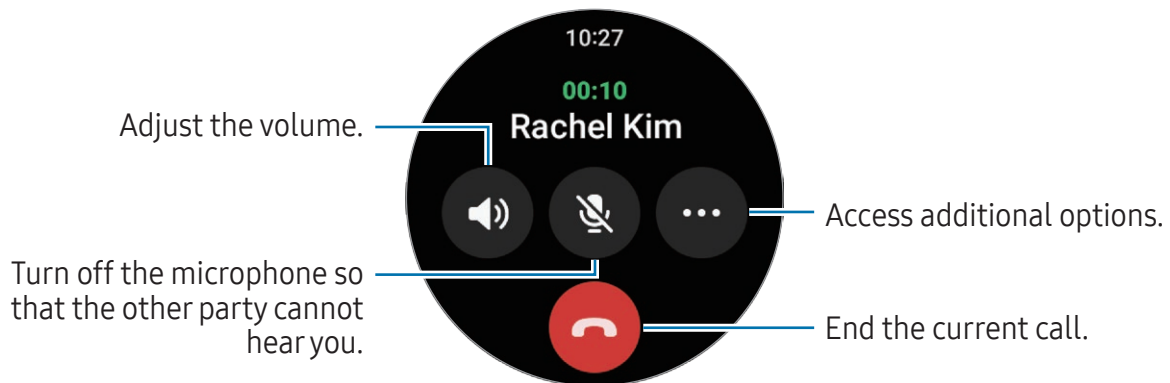 10:27
00:10
Rachel Kim
Adjust the volume.
Access additional options.
Turn off the microphone so
that the other party cannot
hear you.
End the current call.